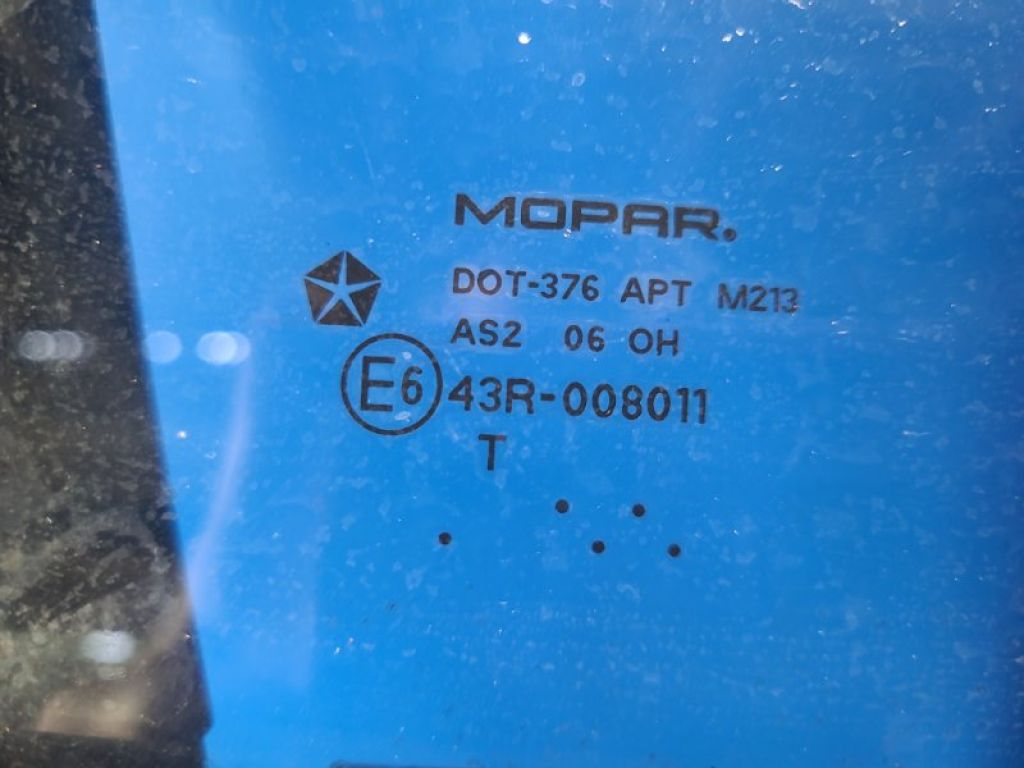 MOPAR.
DOT-376 APT M213
AS2 06 OH
E6 43R-008011
T